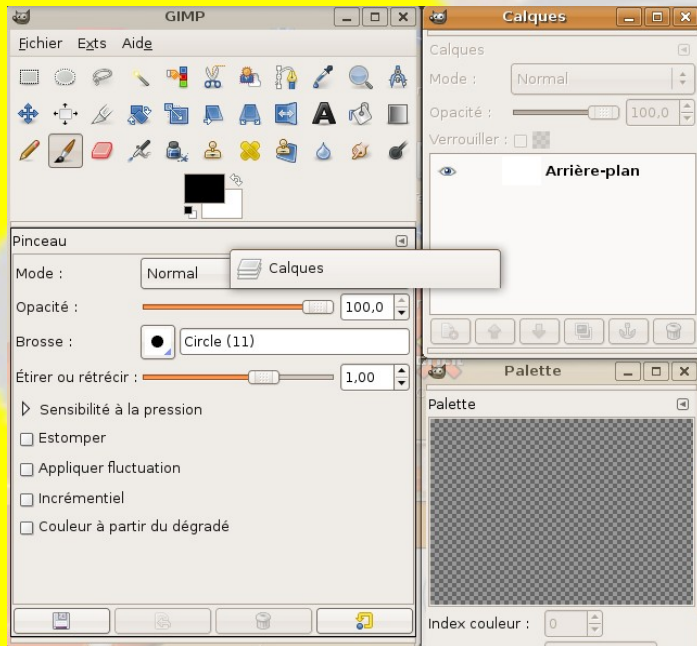 GIMP
Fichier Exts Aide
Pinceau
Mode : Normal
Calques
Opacité : 100,0
Brosse : Circle (11)
Étirer ou rétrécir : 1,00
Sensibilité à la pression
Estomper
Appliquer fluctuation
Incrémentiel
Couleur à partir du dégradé
Calques
Calques
Mode : Normal
Opacité : 100,0
Verrouiller :
Arrière-plan
Palette
Palette
Index couleur : 0